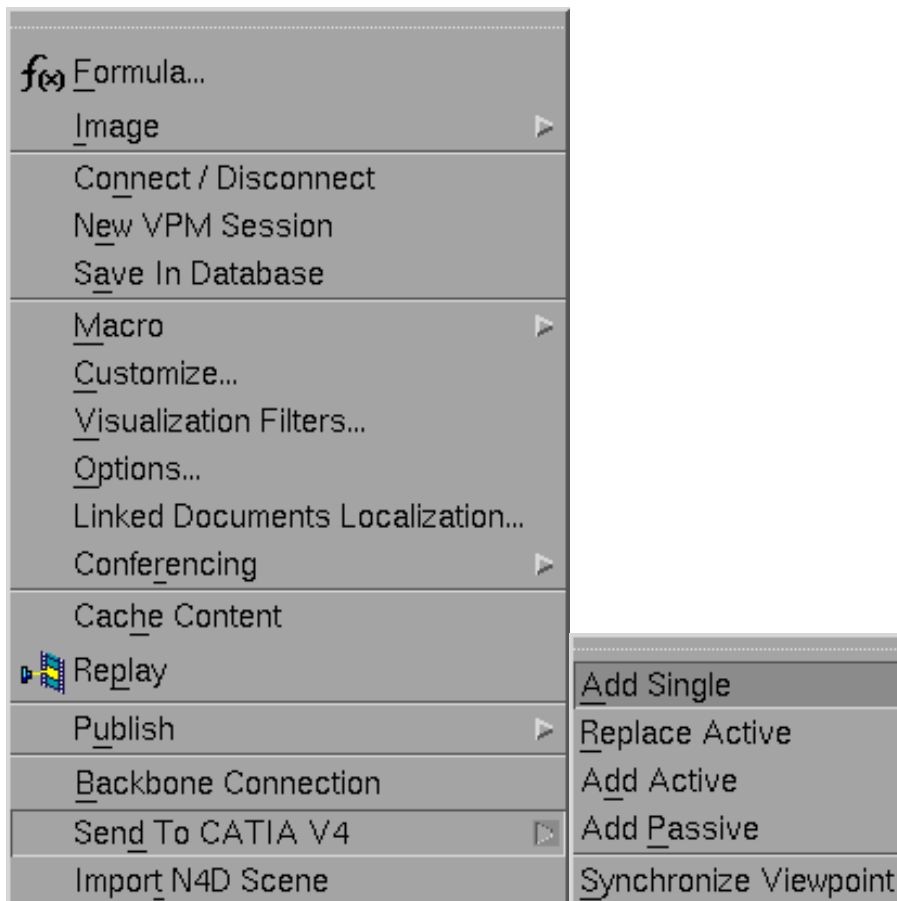 f(x) Formula...
Image
Connect / Disconnect
New VPM Session
Save In Database
Macro
Customize...
Visualization Filters...
Options...
Linked Documents Localization...
Conferencing
Cache Content
Replay
Publish
Backbone Connection
Send To CATIA V4
Import N4D Scene
Add Single
Replace Active
Add Active
Add Passive
Synchronize Viewpoint